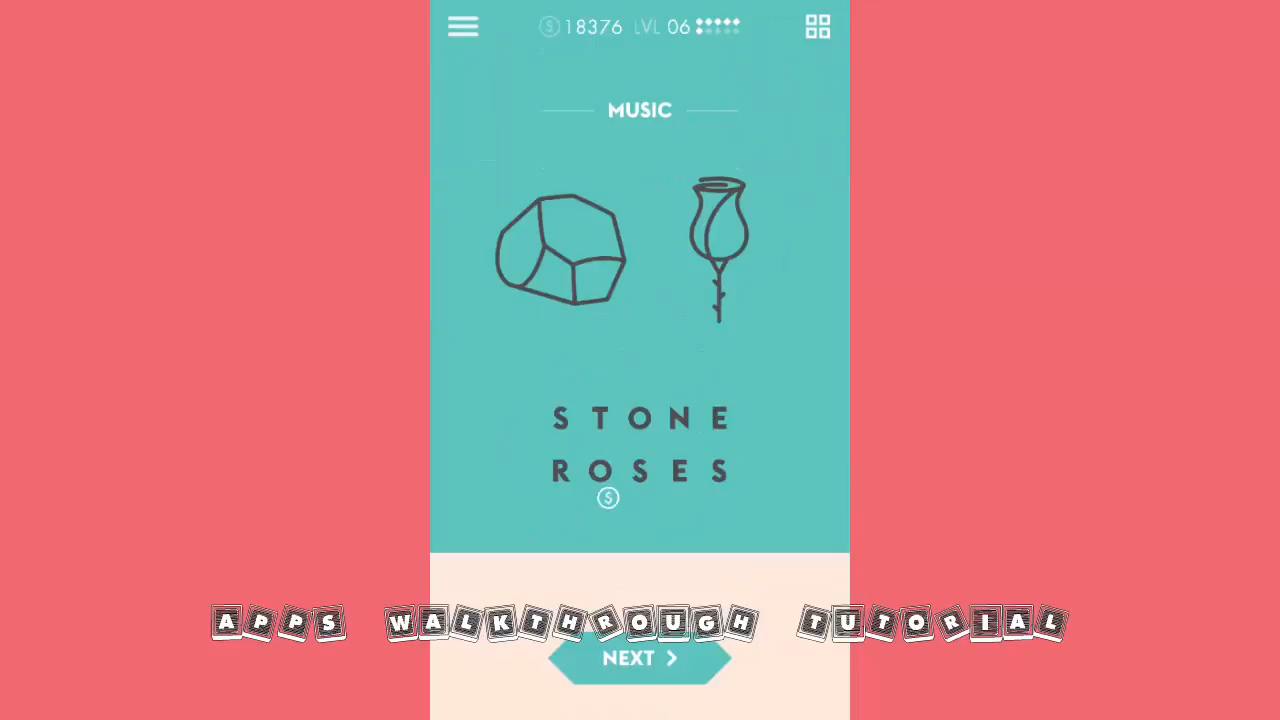 $ 18376 LVL 06
MUSIC
STONE
ROSES
$
APPS WALKTHROUGH TUTORIAL
NEXT >